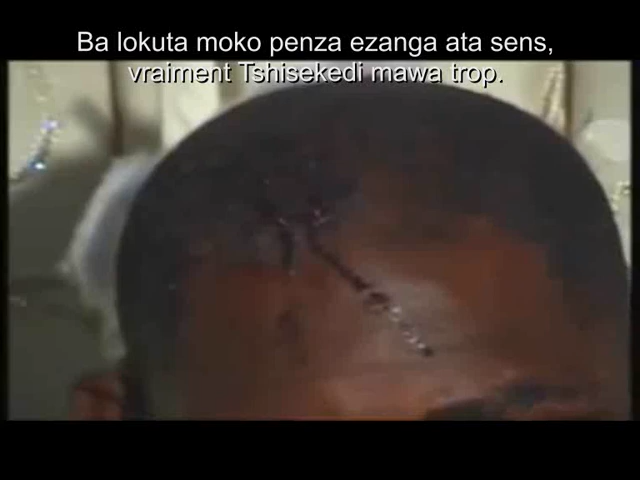 Ba lokuta moko penza ezanga ata sens,
vraiment Tshisekedi mawa trop.